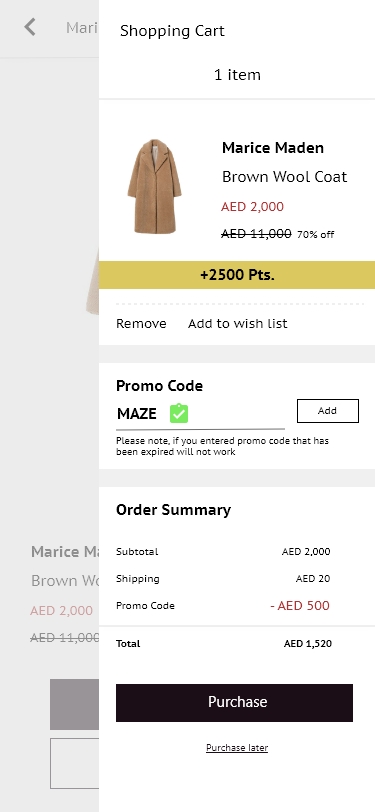 Mari
Shopping Cart
1 item
Marice Maden
Brown Wool Coat
AED 2,000
AED 11,000 70% off
+2500 Pts.
Remove Add to wish list
Promo Code
MAZE
Add
Please note, if you entered promo code that has
been expired will not work
Order Summary
Subtotal AED 2,000
Shipping AED 20
Promo Code - AED 500
Total AED 1,520
Purchase
Purchase later
Marice Ma
Brown Wo
AED 2,000
AED 11,000